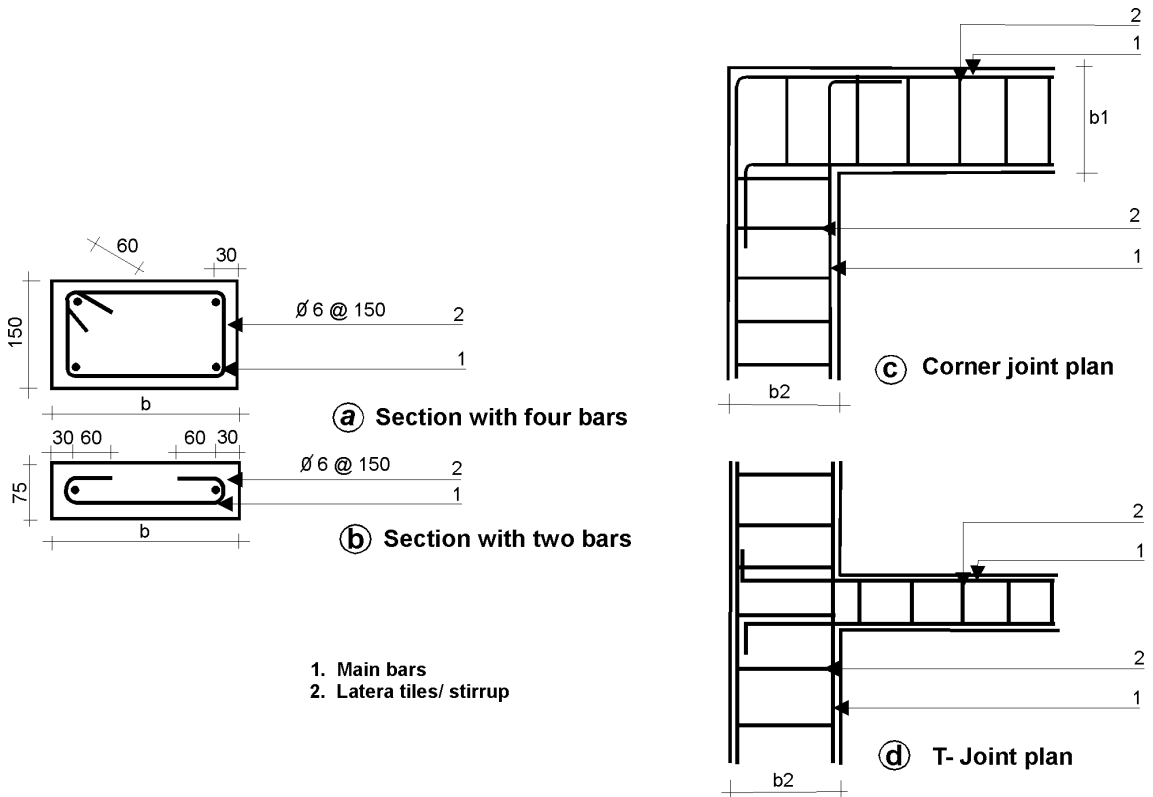 60
30
150
Ø 6 @ 150
2
1
b
a Section with four bars
30 60
60 30
75
Ø 6 @ 150
2
1
b
b Section with two bars
1. Main bars
2. Latera tiles/ stirrup
2
1
b1
2
1
c Corner joint plan
b2
2
1
2
1
d T- Joint plan
b2